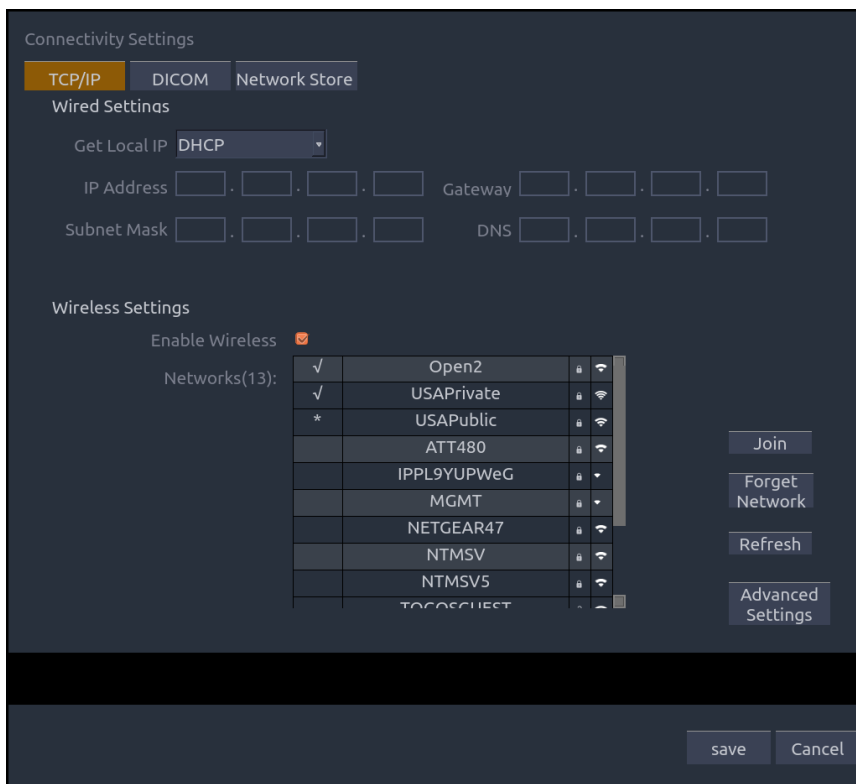 Connectivity Settings
TCP/IP DICOM Network Store
Wired Settings
Get Local IP DHCP
IP Address . . . Gateway . . .
Subnet Mask . . . DNS . . .
Wireless Settings
Enable Wireless
Networks(13):
√ Open2
√ USAPrivate
* USAPublic
ATT480
IPPL9YUPWeG
MGMT
NETGEAR47
NTMSV
NTMSV5
Join
Forget
Network
Refresh
Advanced
Settings
save Cancel